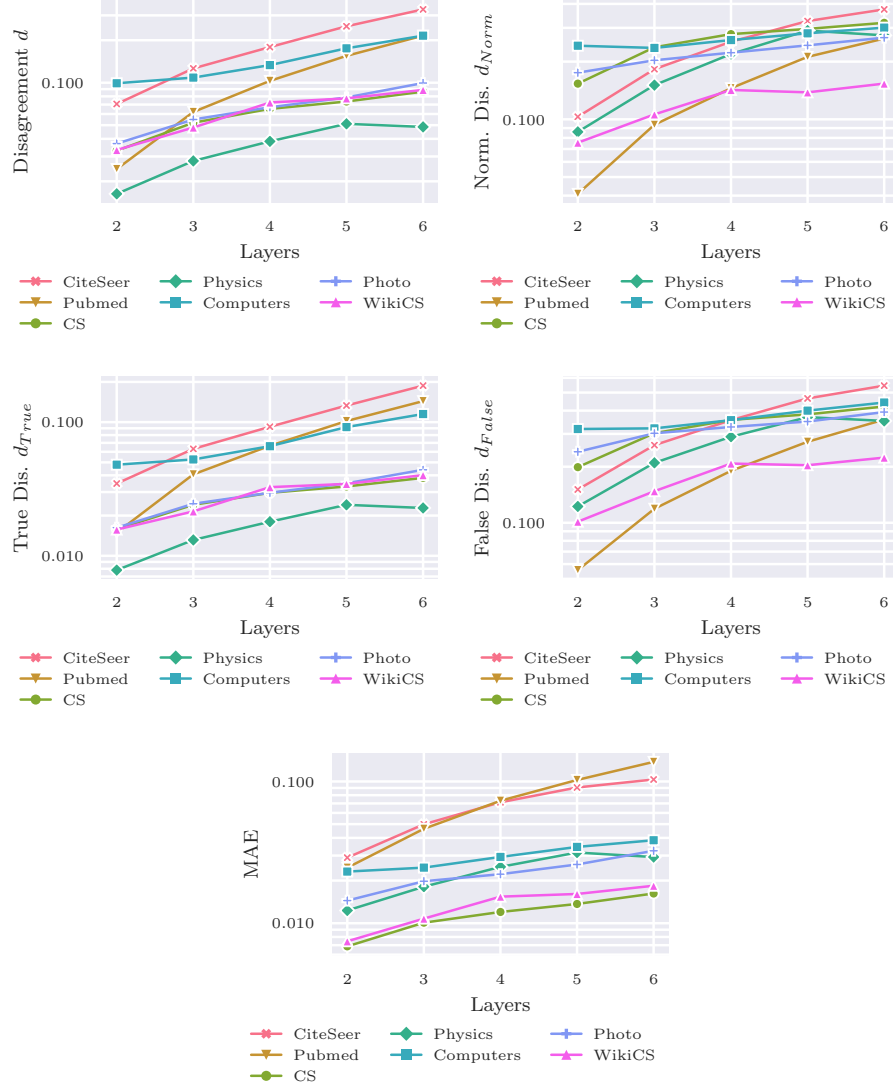 Disagreement d
0.100
2 3 4 5 6
Layers
CiteSeer Physics Photo
Pubmed Computers WikiCS
CS
Norm. Dis. d_Norm
0.100
2 3 4 5 6
Layers
CiteSeer Physics Photo
Pubmed Computers WikiCS
CS
True Dis. d_True
0.100
0.010
2 3 4 5 6
Layers
CiteSeer Physics Photo
Pubmed Computers WikiCS
CS
False Dis. d_False
0.100
2 3 4 5 6
Layers
CiteSeer Physics Photo
Pubmed Computers WikiCS
CS
MAE
0.100
0.010
2 3 4 5 6
Layers
CiteSeer Physics Photo
Pubmed Computers WikiCS
CS